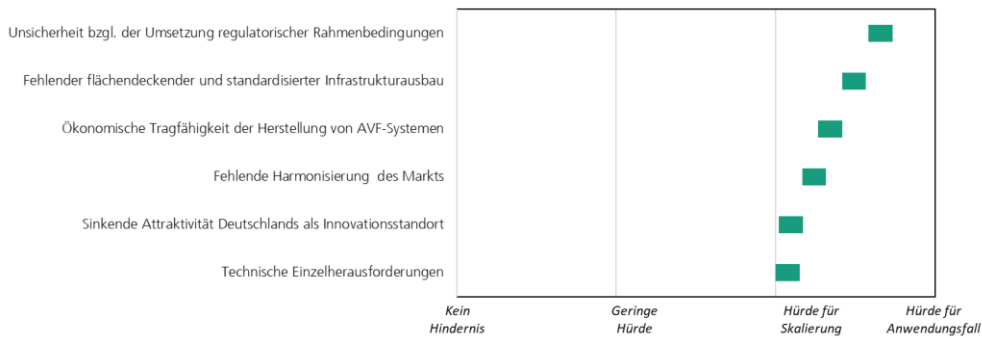 Unsicherheit bzgl. der Umsetzung regulatorischer Rahmenbedingungen
Fehlender flächendeckender und standardisierter Infrastrukturausbau
Ökonomische Tragfähigkeit der Herstellung von AVF-Systemen
Fehlende Harmonisierung des Markts
Sinkende Attraktivität Deutschlands als Innovationsstandort
Technische Einzelherausforderungen
Kein
Hindernis
Geringe
Hürde
Hürde für
Skalierung
Hürde für
Anwendungsfall